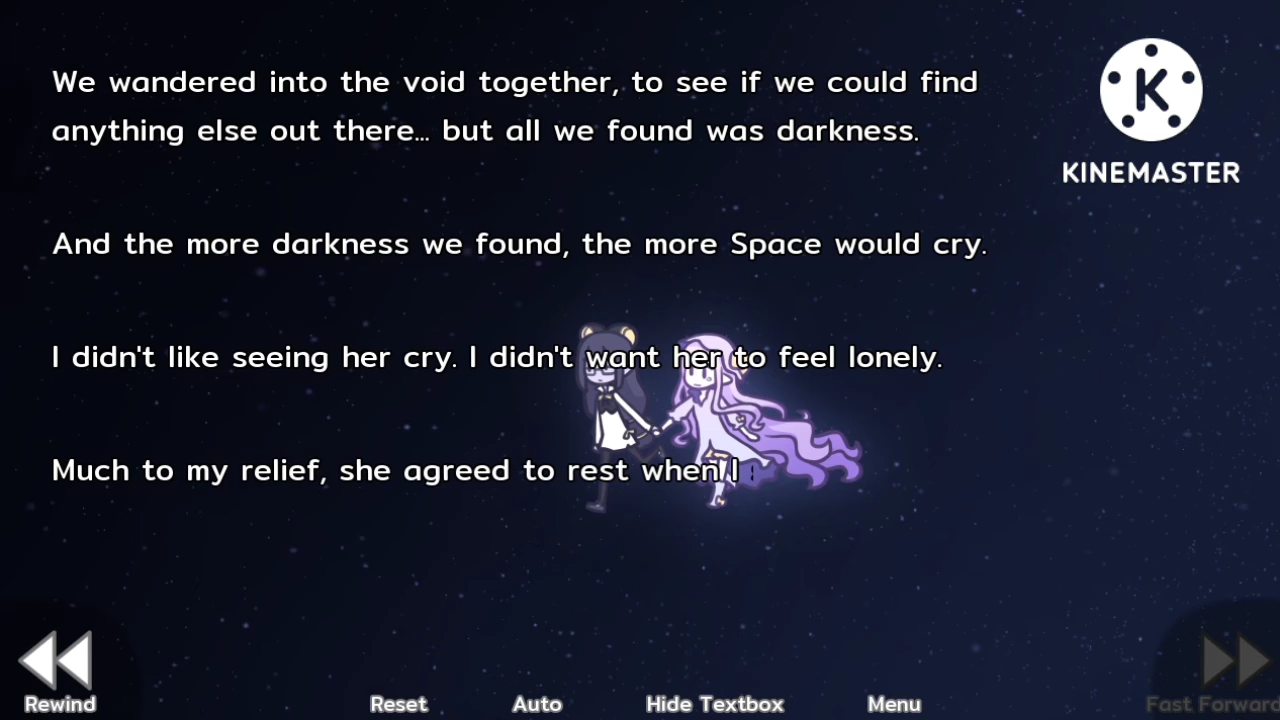 We wandered into the void together, to see if we could find
anything else out there... but all we found was darkness.
And the more darkness we found, the more Space would cry.
I didn't like seeing her cry. I didn't want her to feel lonely.
Much to my relief, she agreed to rest when I
K
KINEMASTER
Rewind
Reset
Auto
Hide Textbox
Menu
Fast Forward